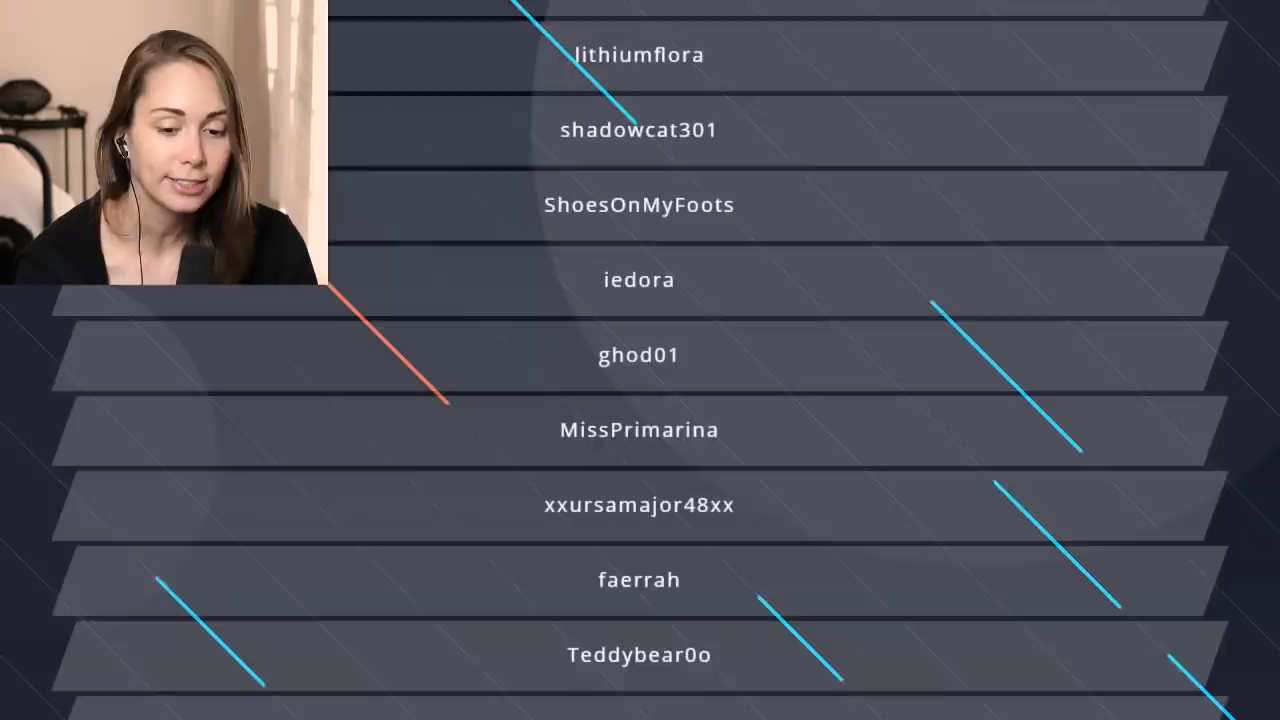 lithiumflora
shadowcat301
ShoesOnMyFoots
iedora
ghod01
MissPrimarina
xxursamajor48xx
faerrah
Teddybear0o